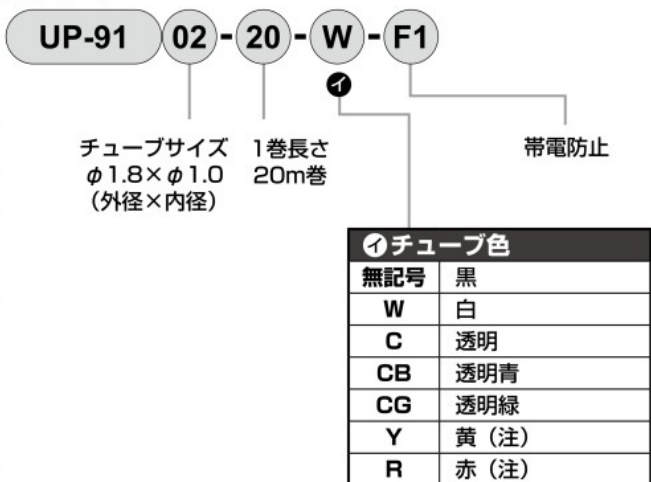 UP-91 02 - 20 - W - F1
イ
チューブサイズ
φ1.8×φ1.0
（外径×内径）
1巻長さ
20m巻
帯電防止
イ チューブ色
無記号 黒
W 白
C 透明
CB 透明青
CG 透明緑
Y 黄（注）
R 赤（注）